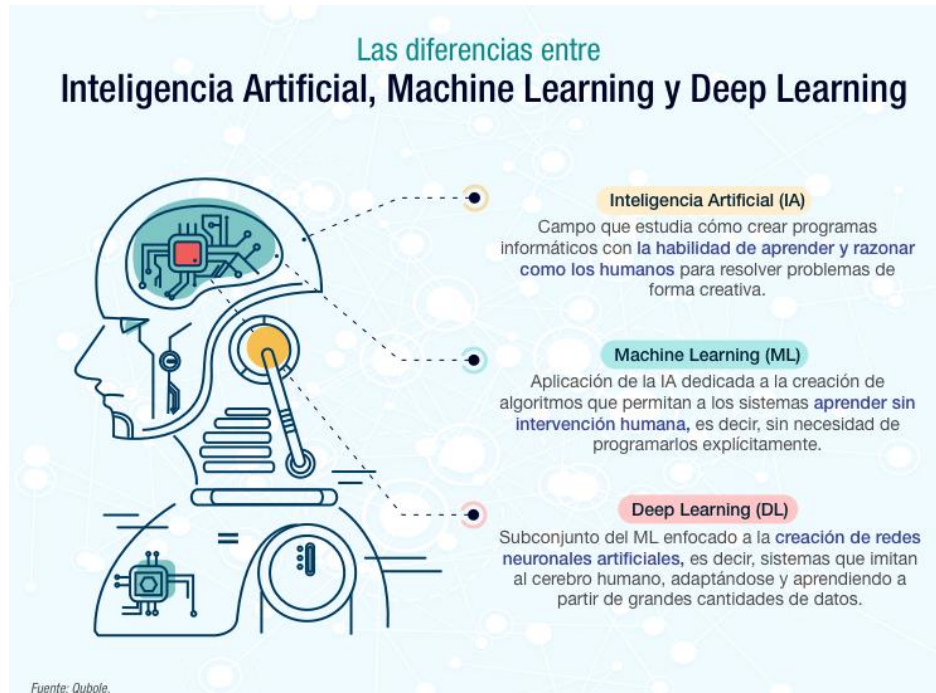 Las diferencias entre
Inteligencia Artificial, Machine Learning y Deep Learning
Inteligencia Artificial (IA)
Campo que estudia cómo crear programas
informáticos con la habilidad de aprender y razonar
como los humanos para resolver problemas de
forma creativa.
Machine Learning (ML)
Aplicación de la IA dedicada a la creación de
algoritmos que permitan a los sistemas aprender sin
intervención humana, es decir, sin necesidad de
programarlos explícitamente.
Deep Learning (DL)
Subconjunto del ML enfocado a la creación de redes
neuronales artificiales, es decir, sistemas que imitan
al cerebro humano, adaptándose y aprendiendo a
partir de grandes cantidades de datos.
Fuente: Qubole.